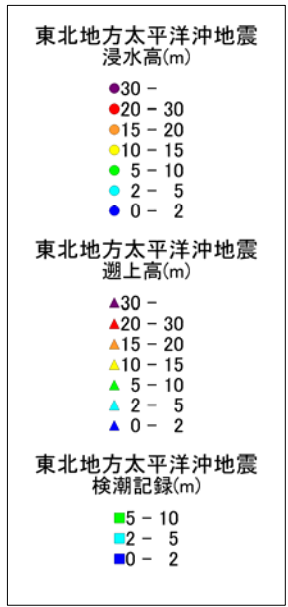 東北地方太平洋沖地震
浸水高(m)
●30 -
●20 - 30
●15 - 20
●10 - 15
● 5 - 10
● 2 - 5
● 0 - 2
東北地方太平洋沖地震
遡上高(m)
▲30 -
▲20 - 30
▲15 - 20
▲10 - 15
▲ 5 - 10
▲ 2 - 5
▲ 0 - 2
東北地方太平洋沖地震
検潮記録(m)
■5 - 10
■2 - 5
■0 - 2